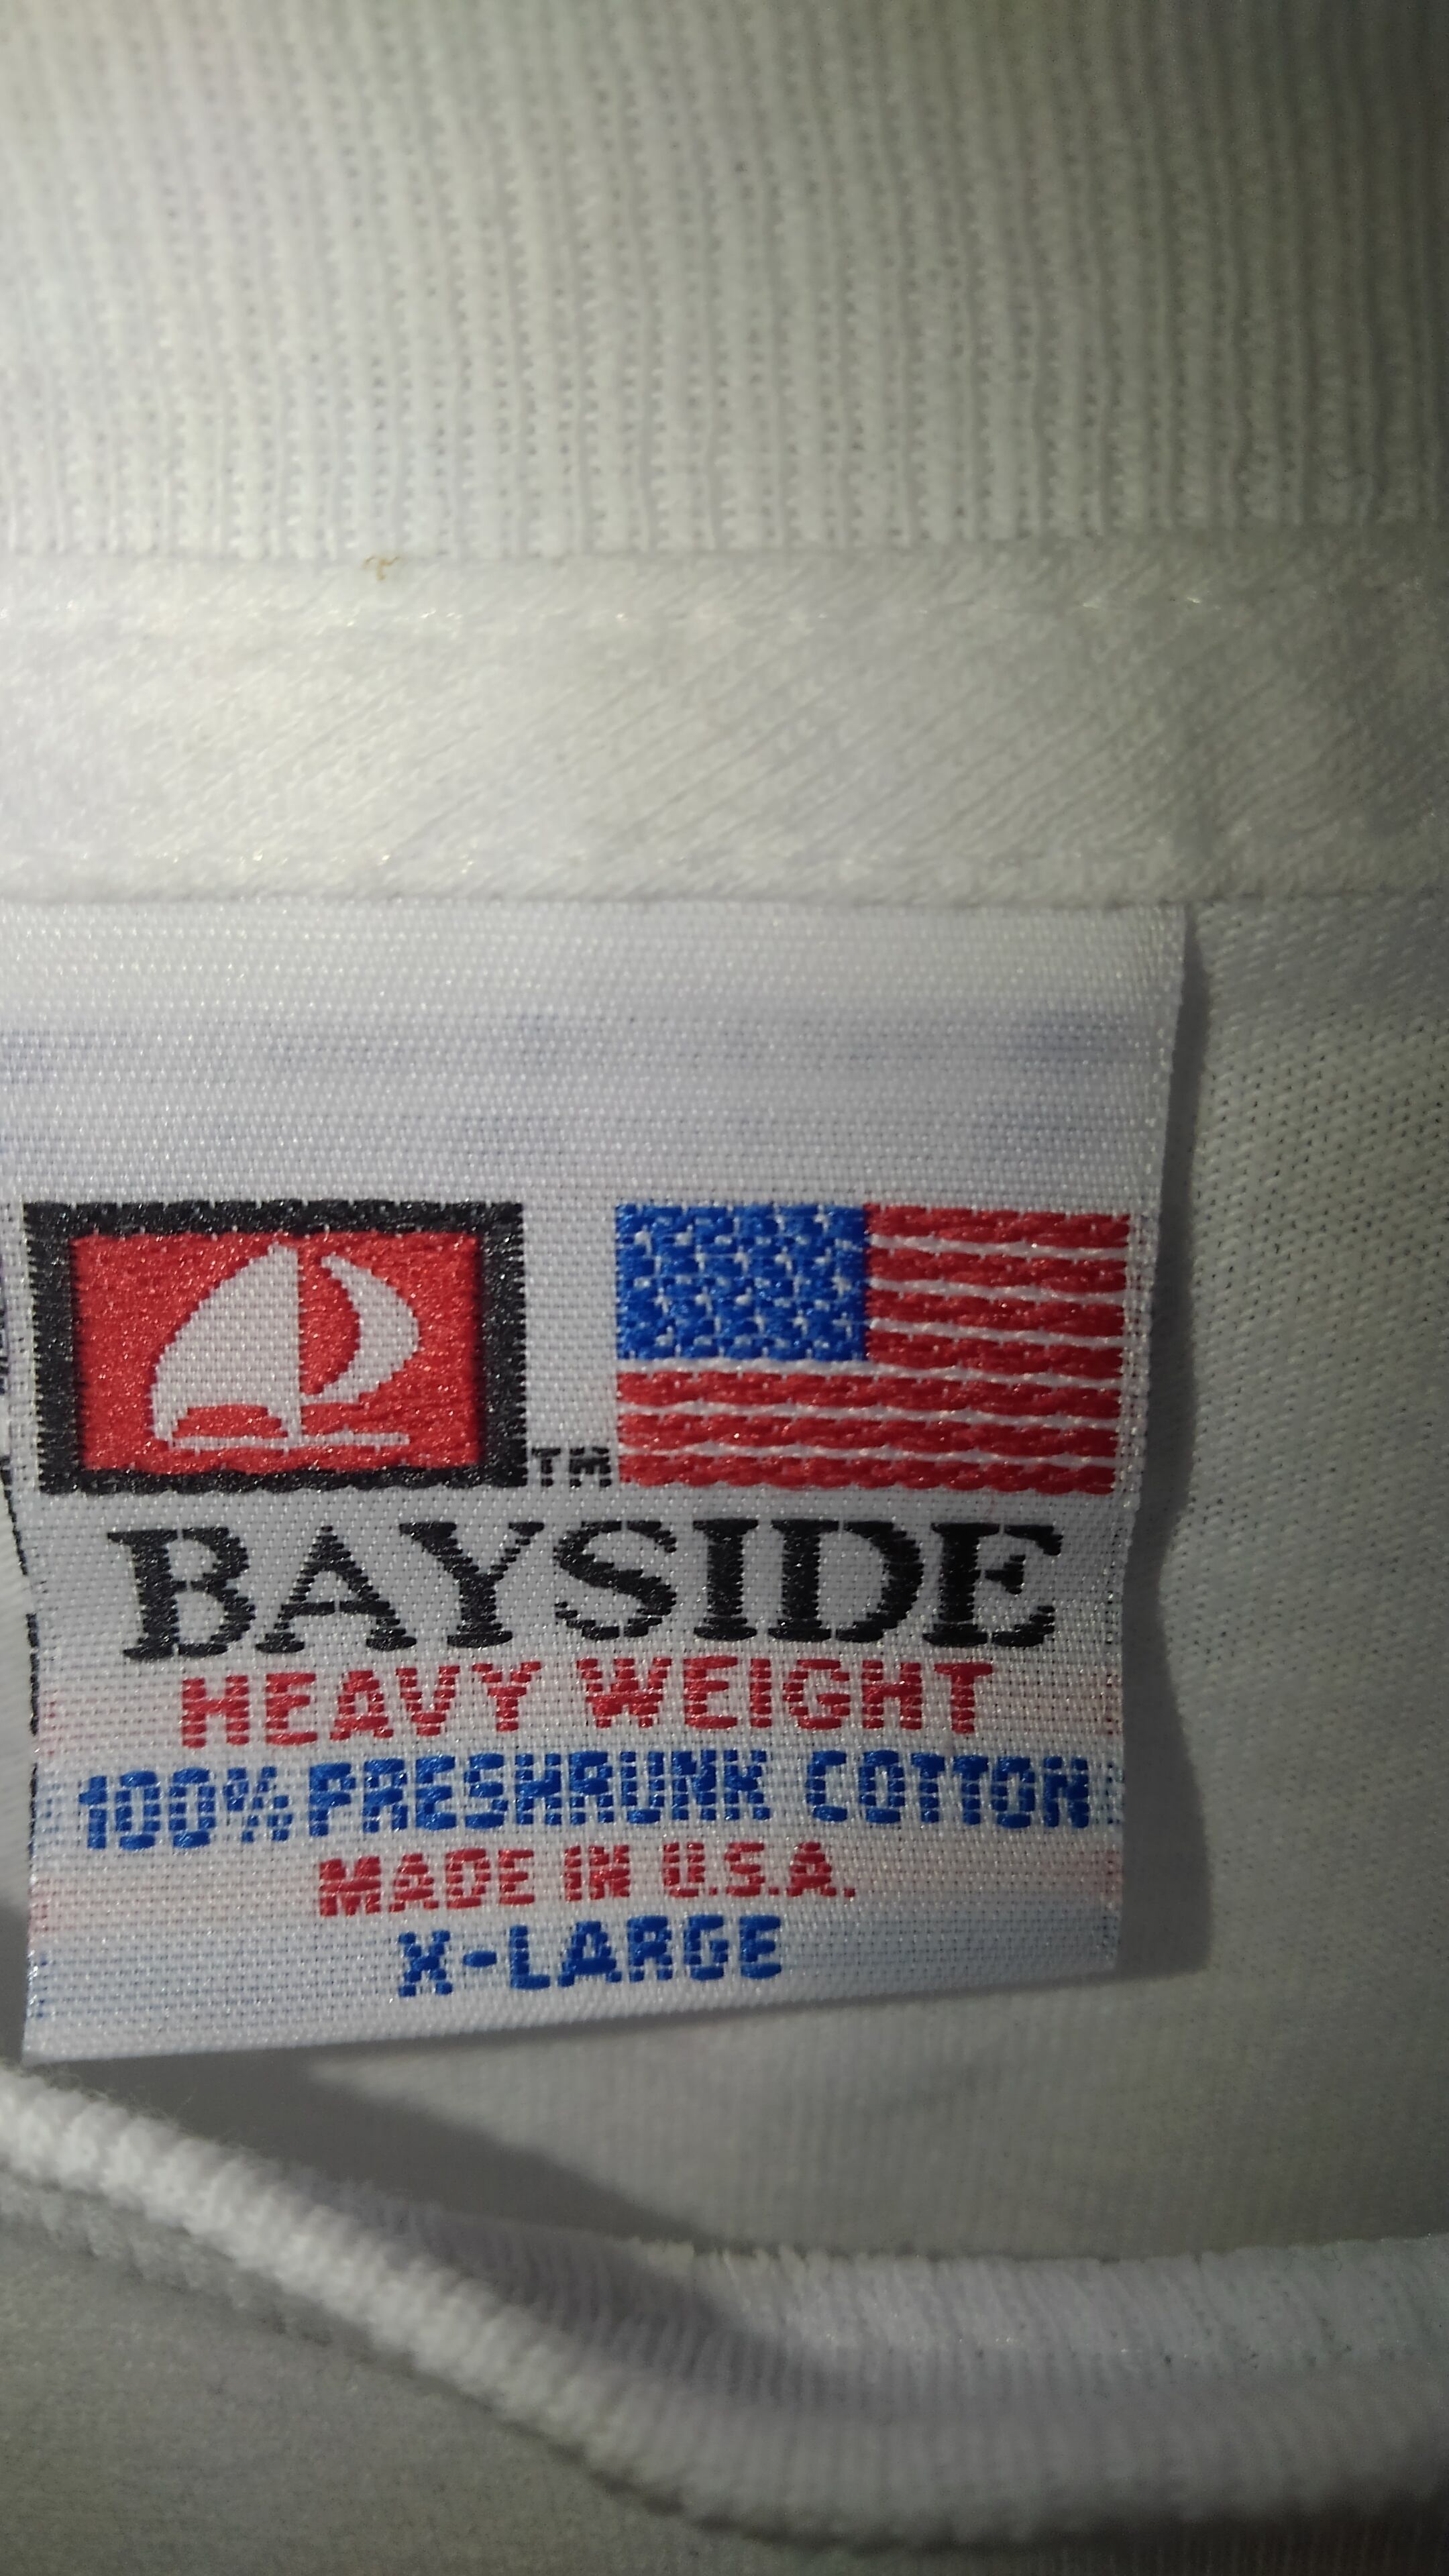 TM
BAYSIDE
HEAVY WEIGHT
100% PRESHRUNK COTTON
MADE IN U.S.A.
X-LARGE